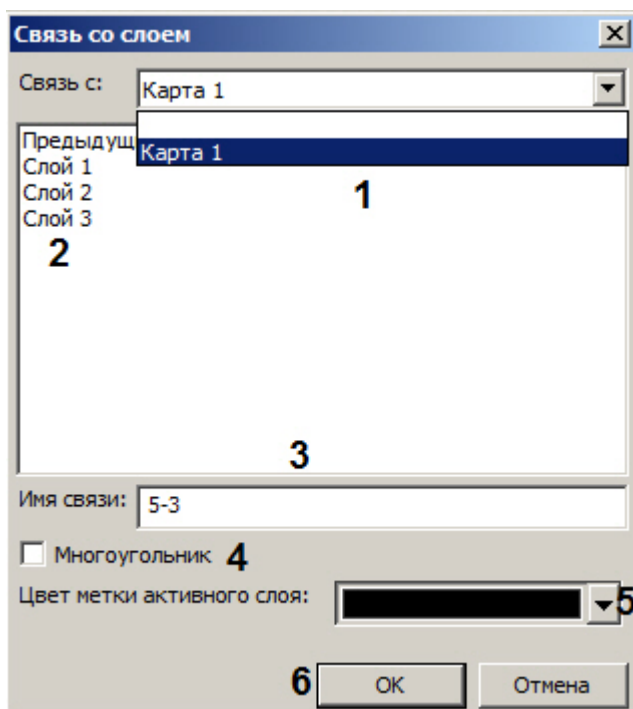 Связь со слоем
Связь с: Карта 1
Предыдущ
Карта 1
Слой 1
1
Слой 2
Слой 3
2
3
Имя связи: 5-3
Многоугольник 4
Цвет метки активного слоя: 5
6 OK Отмена